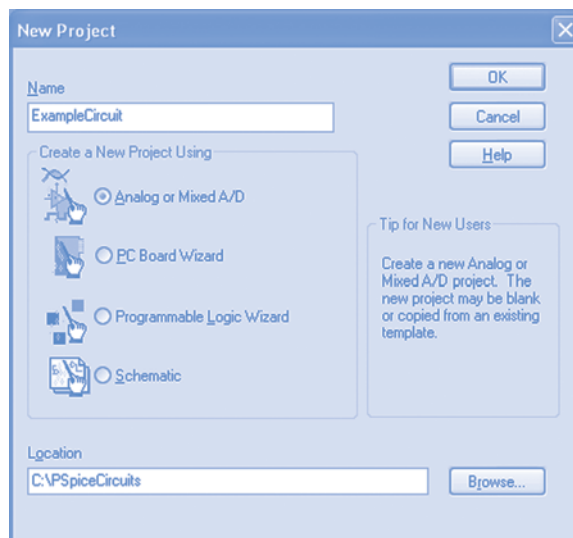 New Project
Name
ExampleCircuit
OK
Cancel
Help
Create a New Project Using
Analog or Mixed A/D
PC Board Wizard
Programmable Logic Wizard
Schematic
Tip for New Users
Create a new Analog or
Mixed A/D project. The
new project may be blank
or copied from an existing
template.
Location
C:\PSpiceCircuits
Browse...